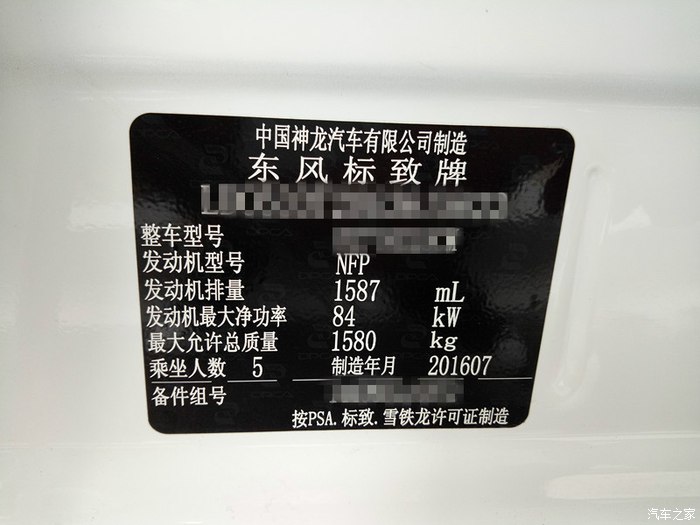 中国神龙汽车有限公司制造
东风标致牌
整车型号
发动机型号 NFP
发动机排量 1587 mL
发动机最大净功率 84 kW
最大允许总质量 1580 kg
乘坐人数 5 制造年月 201607
备件组号
按PSA.标致.雪铁龙许可证制造
汽车之家